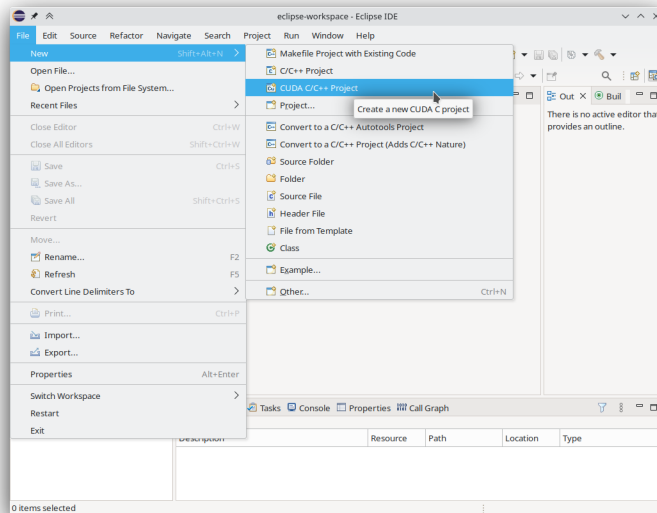 eclipse-workspace - Eclipse IDE
File Edit Source Refactor Navigate Search Project Run Window Help
New Shift+Alt+N
Open File...
Open Projects from File System...
Recent Files
Close Editor Ctrl+W
Close All Editors Shift+Ctrl+W
Save Ctrl+S
Save As...
Save All Shift+Ctrl+S
Revert
Move...
Rename... F2
Refresh F5
Convert Line Delimiters To
Print... Ctrl+P
Import...
Export...
Properties Alt+Enter
Switch Workspace
Restart
Exit
Makefile Project with Existing Code
C/C++ Project
CUDA C/C++ Project
Project...
Create a new CUDA C project
Convert to a C/C++ Autotools Project
Convert to a C/C++ Project (Adds C/C++ Nature)
Source Folder
Folder
Source File
Header File
File from Template
Class
Example...
Other... Ctrl+N
Out Buil
There is no active editor that
provides an outline.
Tasks Console Properties Call Graph
Description Resource Path Location Type
0 items selected